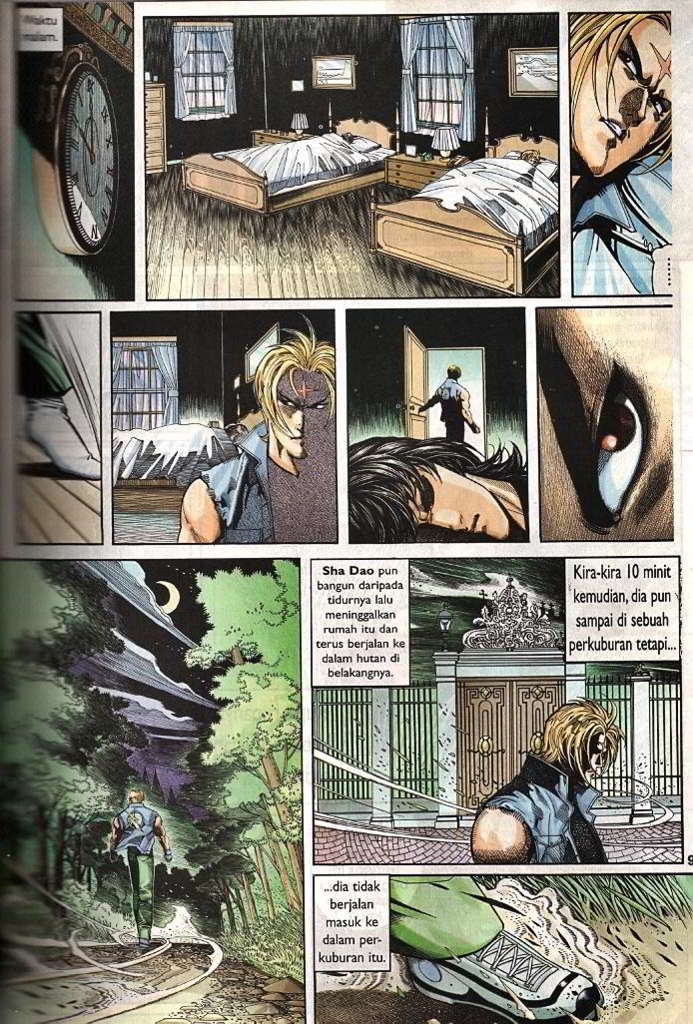 Waktu
malam.
......
Sha Dao pun
bangun daripada
tidurnya lalu
meninggalkan
rumah itu dan
terus berjalan ke
dalam hutan di
belakangnya.
Kira-kira 10 minit
kemudian, dia pun
sampai di sebuah
perkuburan tetapi...
9
...dia tidak
berjalan
masuk ke
dalam per-
kuburan itu.